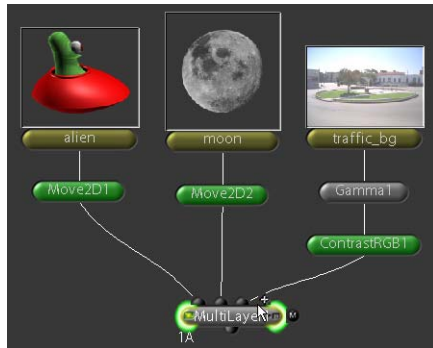 alien
moon
traffic_bg
Move2D1
Move2D2
Gamma1
ContrastRGB1
MultiLayer
M
1A